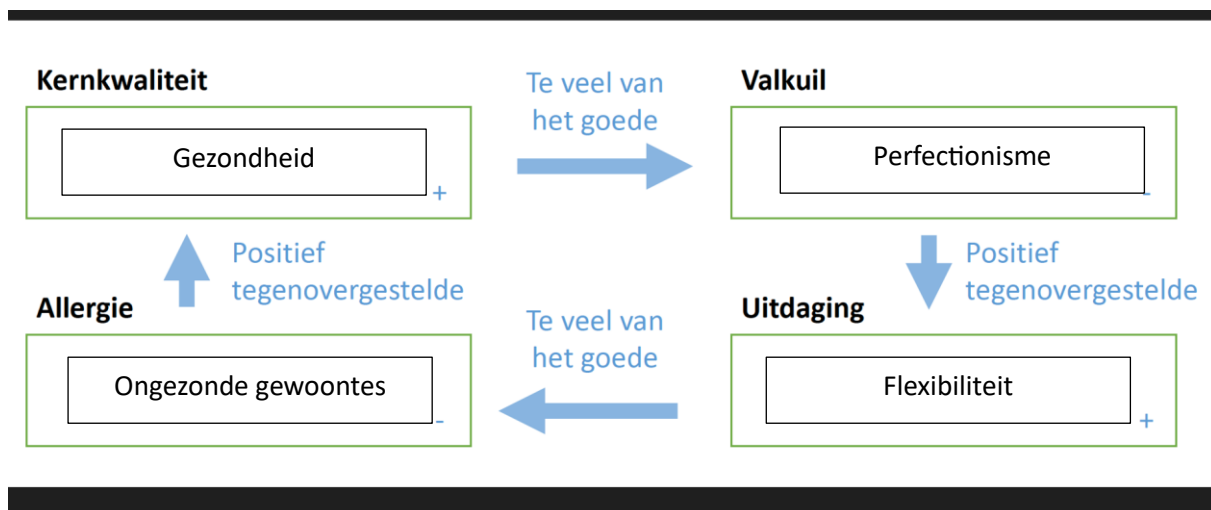 Kernkwaliteit
Te veel van
het goede
Valkuil
Gezondheid
+
Perfectionisme
-
Positief
tegenovergestelde
Positief
tegenovergestelde
Allergie
Te veel van
het goede
Uitdaging
Ongezonde gewoontes
-
Flexibiliteit
+